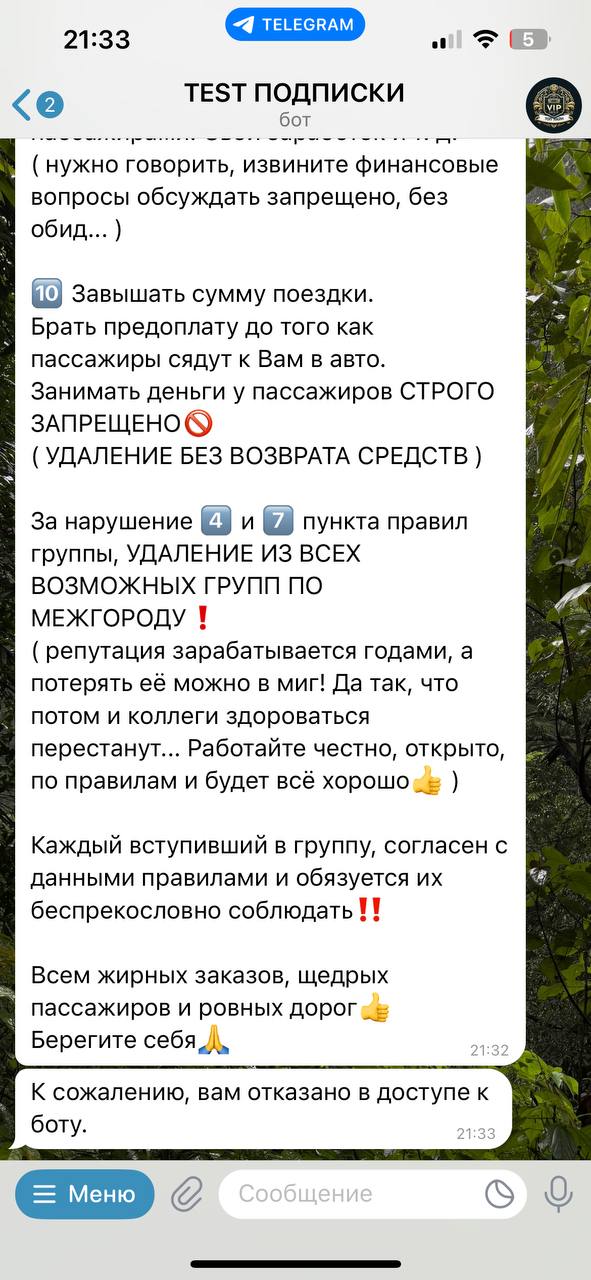 21:33
TELEGRAM
5
2
TEST ПОДПИСКИ
бот
VIP
( нужно говорить, извините финансовые
вопросы обсуждать запрещено, без
обид... )
10 Завышать сумму поездки.
Брать предоплату до того как
пассажиры сядут к Вам в авто.
Занимать деньги у пассажиров СТРОГО
ЗАПРЕЩЕНО🚫
( УДАЛЕНИЕ БЕЗ ВОЗВРАТА СРЕДСТВ )
За нарушение 4 и 7 пункта правил
группы, УДАЛЕНИЕ ИЗ ВСЕХ
ВОЗМОЖНЫХ ГРУПП ПО
МЕЖГОРОДУ❗
( репутация зарабатывается годами, а
потерять её можно в миг! Да так, что
потом и коллеги здороваться
перестанут... Работайте честно, открыто,
по правилам и будет всё хорошо👍 )
Каждый вступивший в группу, согласен с
данными правилами и обязуется их
беспрекословно соблюдать‼️
Всем жирных заказов, щедрых
пассажиров и ровных дорог👍
Берегите себя🙏
21:32
К сожалению, вам отказано в доступе к
боту.
21:33
Меню
Сообщение